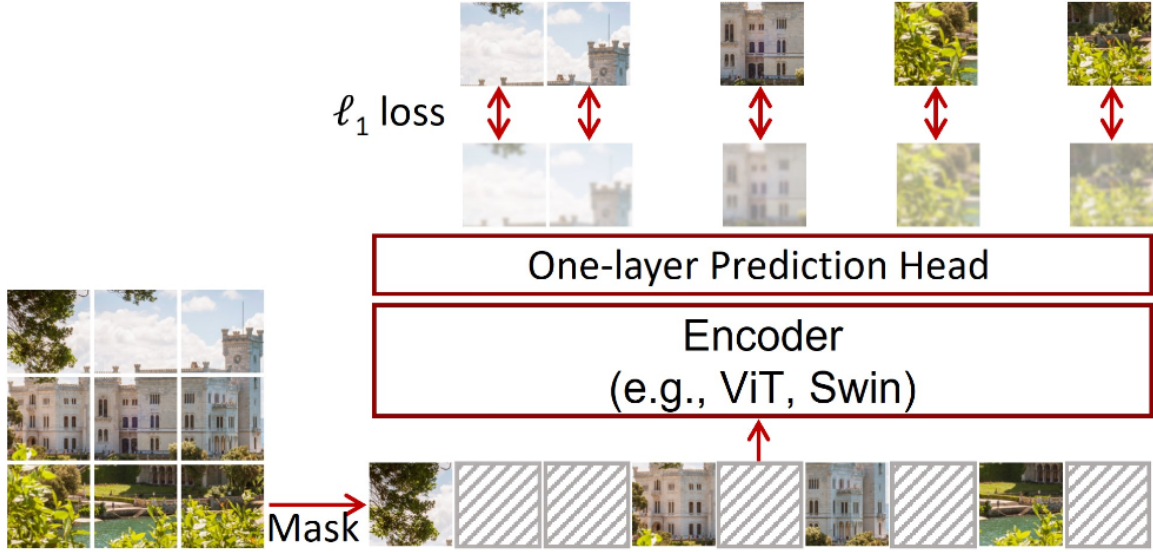 ℓ₁ loss
One-layer Prediction Head
Encoder
(e.g., ViT, Swin)
Mask